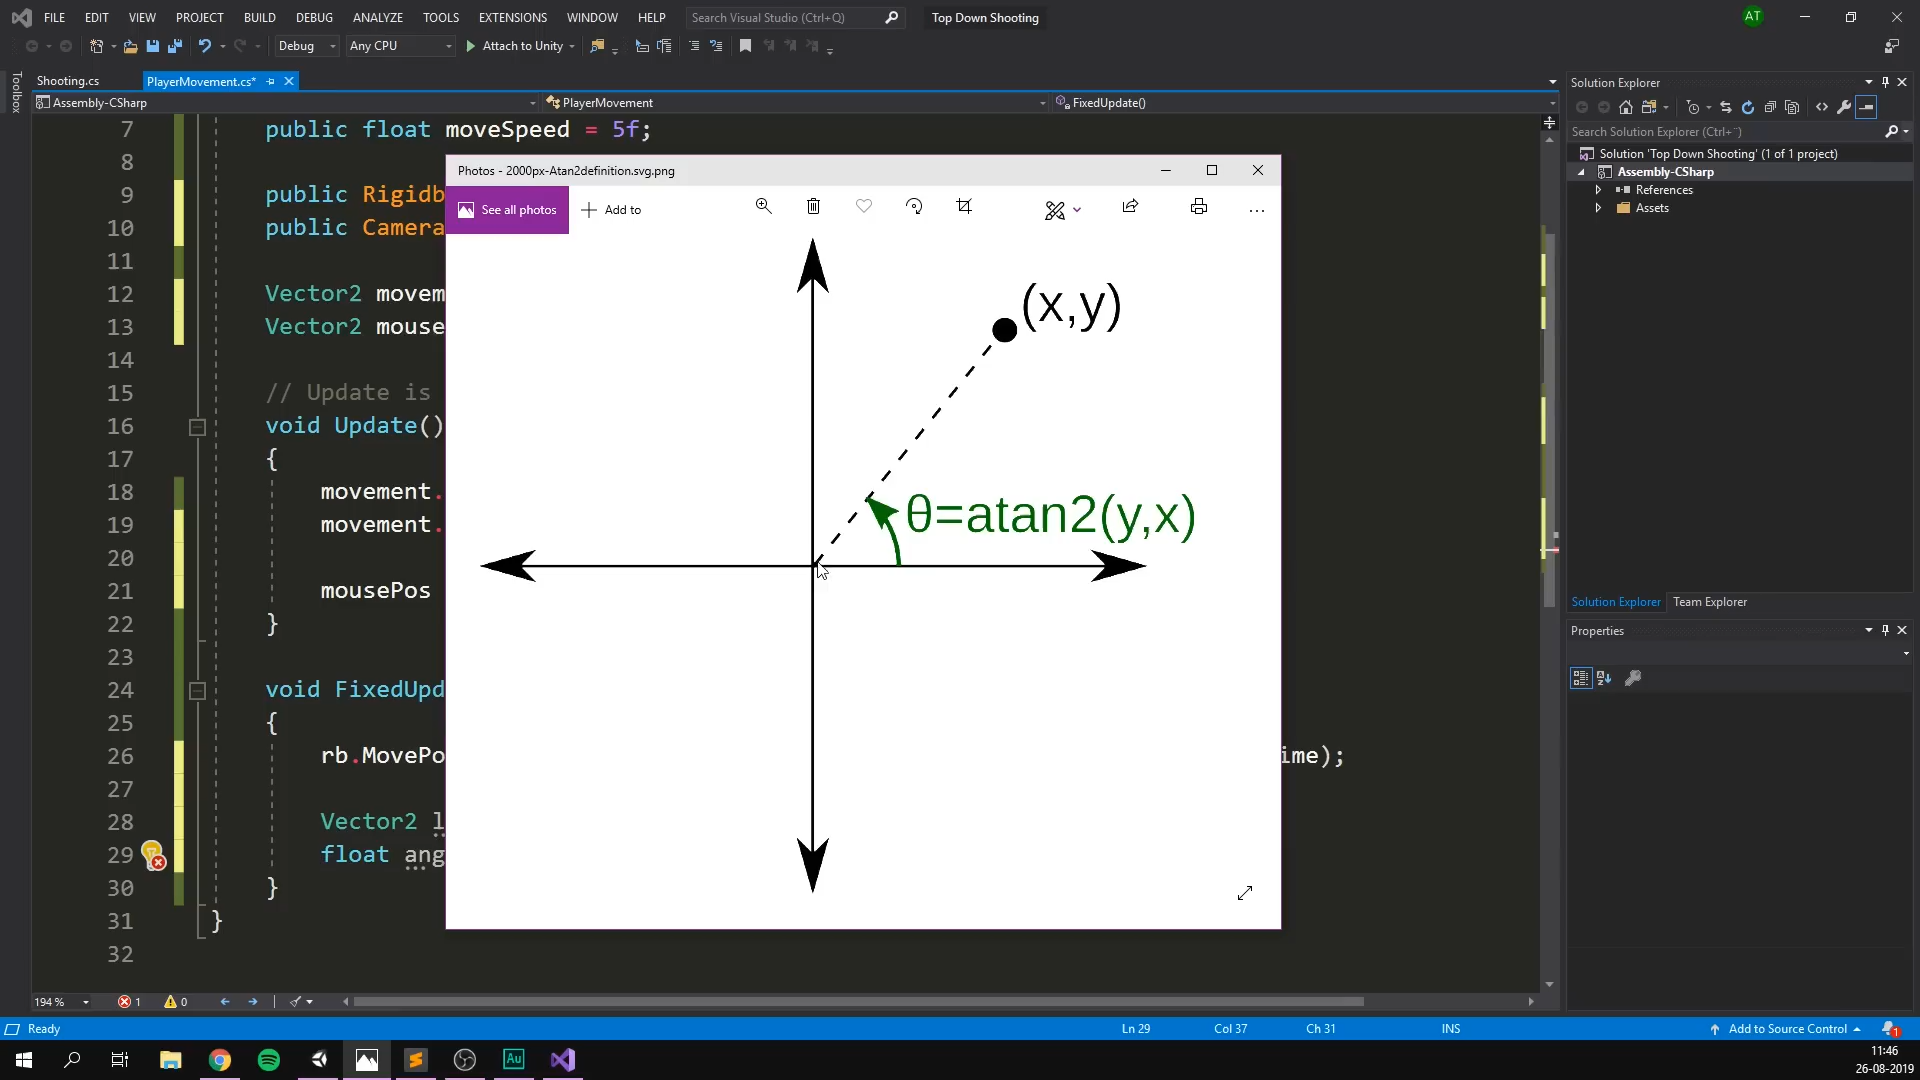 FILE EDIT VIEW PROJECT BUILD DEBUG ANALYZE TOOLS EXTENSIONS WINDOW HELP Search Visual Studio (Ctrl+Q) Top Down Shooting AT
Debug Any CPU Attach to Unity
Toolbox
Shooting.cs PlayerMovement.cs*
Assembly-CSharp PlayerMovement FixedUpdate()
7 public float moveSpeed = 5f;
8
9 public Rigidb
10 public Camera
11
12 Vector2 movem
13 Vector2 mouse
14
15 // Update is
16 void Update()
17 {
18 movement.
19 movement.
20
21 mousePos
22 }
23
24 void FixedUpd
25 {
26 rb.MovePo ime);
27
28 Vector2 l
29 float ang
30 }
31 }
32
Photos - 2000px-Atan2definition.svg.png
See all photos Add to
(x,y)
θ=atan2(y,x)
Solution Explorer
Search Solution Explorer (Ctrl+¨)
Solution 'Top Down Shooting' (1 of 1 project)
Assembly-CSharp
References
Assets
Solution Explorer Team Explorer
Properties
194 % 1 0
Ready Ln 29 Col 37 Ch 31 INS Add to Source Control 1
Au
11:46
26-08-2019